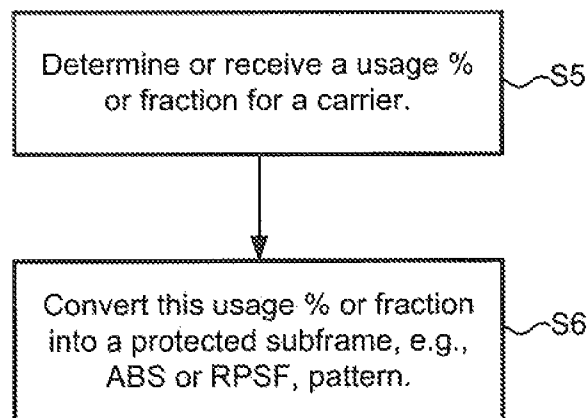 Determine or receive a usage %
or fraction for a carrier.
S5
Convert this usage % or fraction
into a protected subframe, e.g.,
ABS or RPSF, pattern.
S6